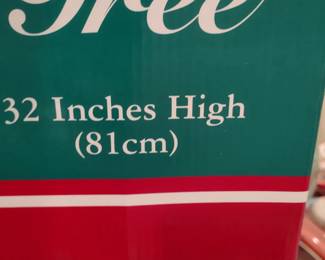 Tree
32 Inches High
(81cm)